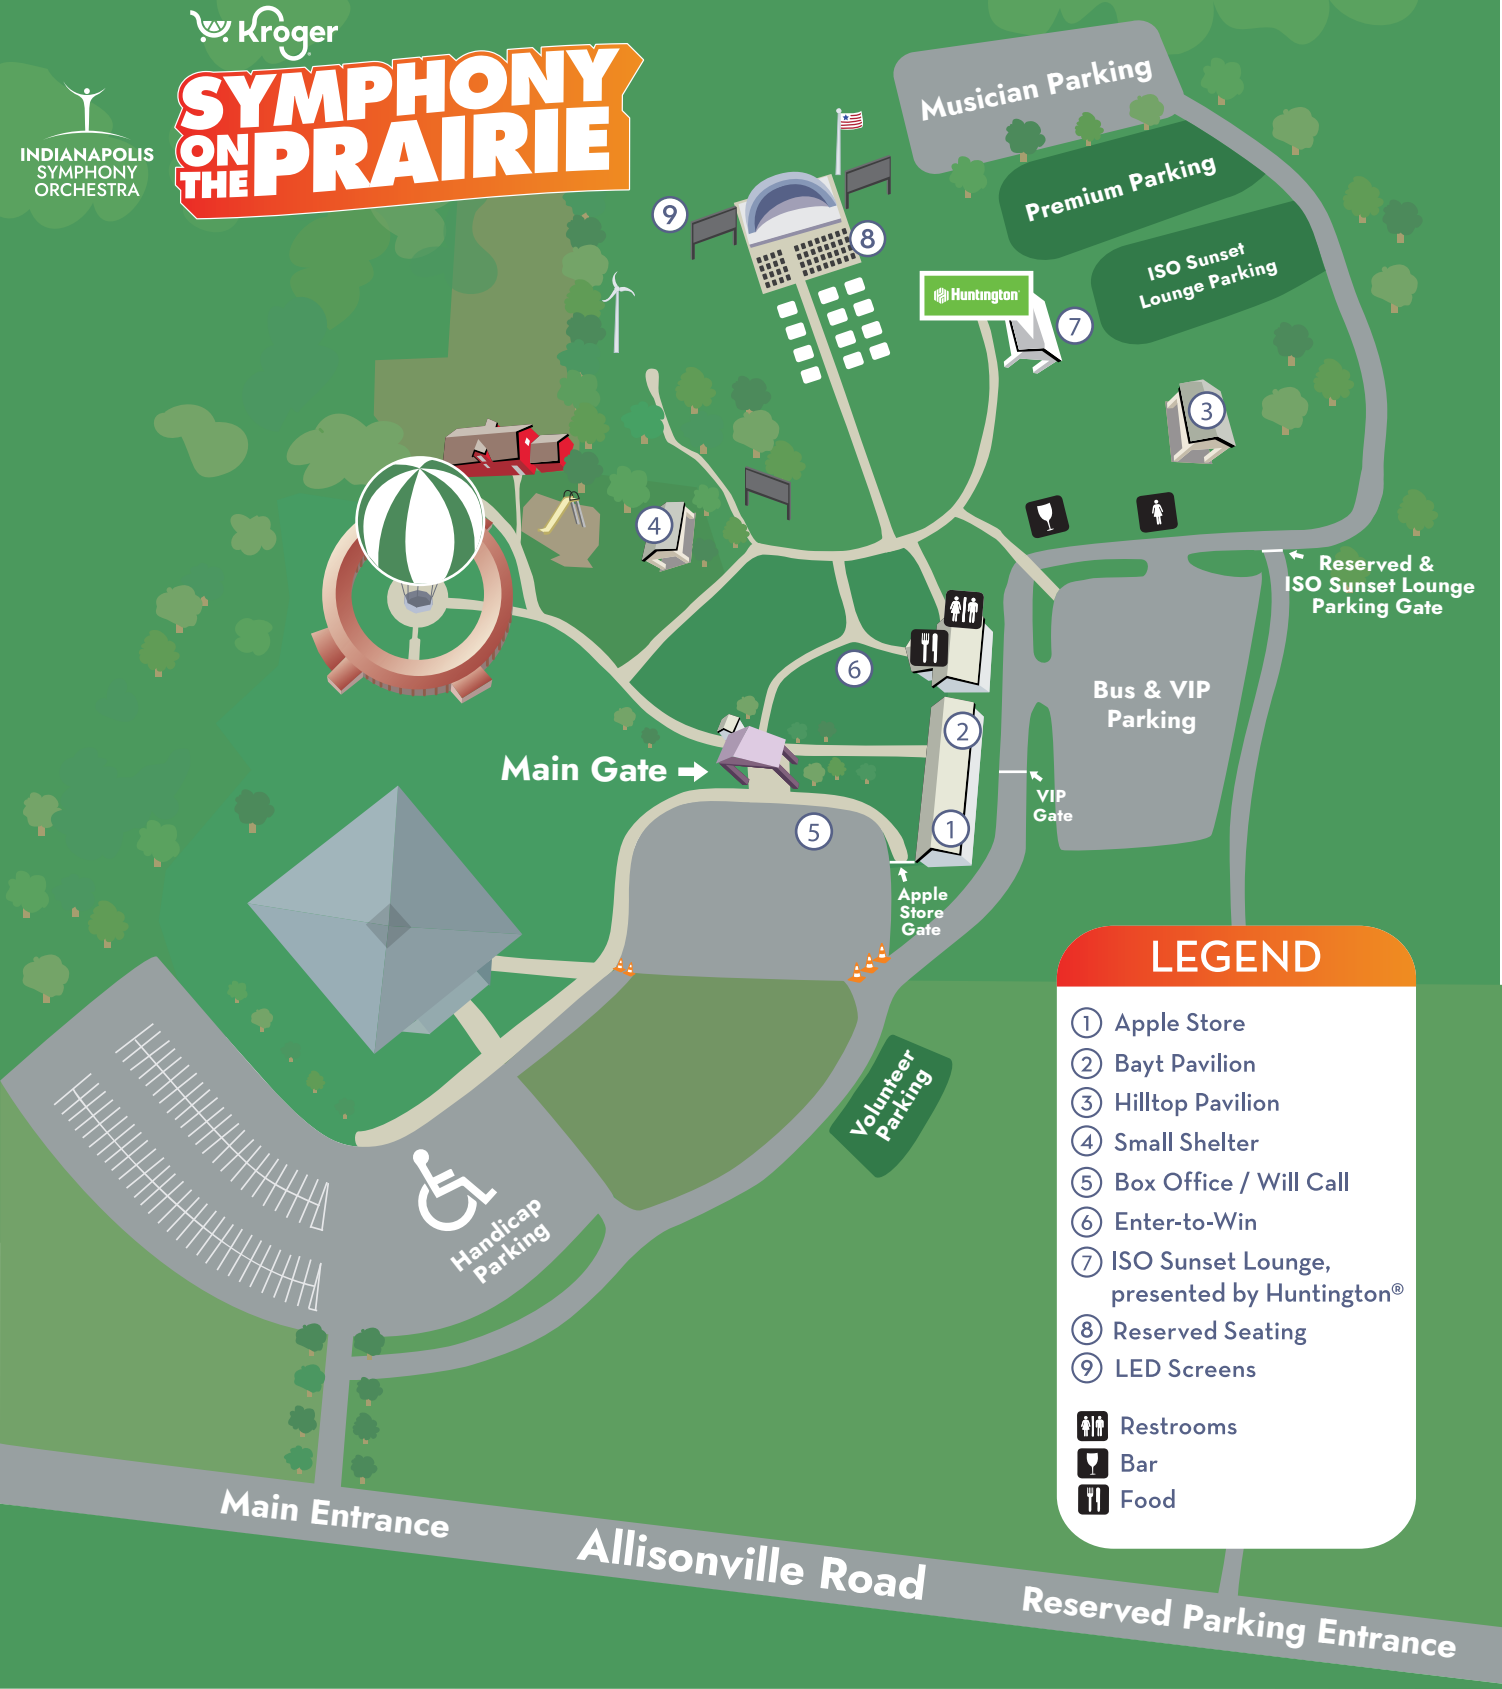 Kroger
SYMPHONY
ON THE PRAIRIE
INDIANAPOLIS
SYMPHONY
ORCHESTRA
Musician Parking
Premium Parking
ISO Sunset
Lounge Parking
9
8
Huntington
7
3
4
Reserved &
ISO Sunset Lounge
Parking Gate
6
Bus & VIP
Parking
2
Main Gate
VIP
Gate
5
1
Apple
Store
Gate
Volunteer
Parking
Handicap
Parking
LEGEND
1 Apple Store
2 Bayt Pavilion
3 Hilltop Pavilion
4 Small Shelter
5 Box Office / Will Call
6 Enter-to-Win
7 ISO Sunset Lounge,
presented by Huntington®
8 Reserved Seating
9 LED Screens
Restrooms
Bar
Food
Main Entrance
Allisonville Road
Reserved Parking Entrance